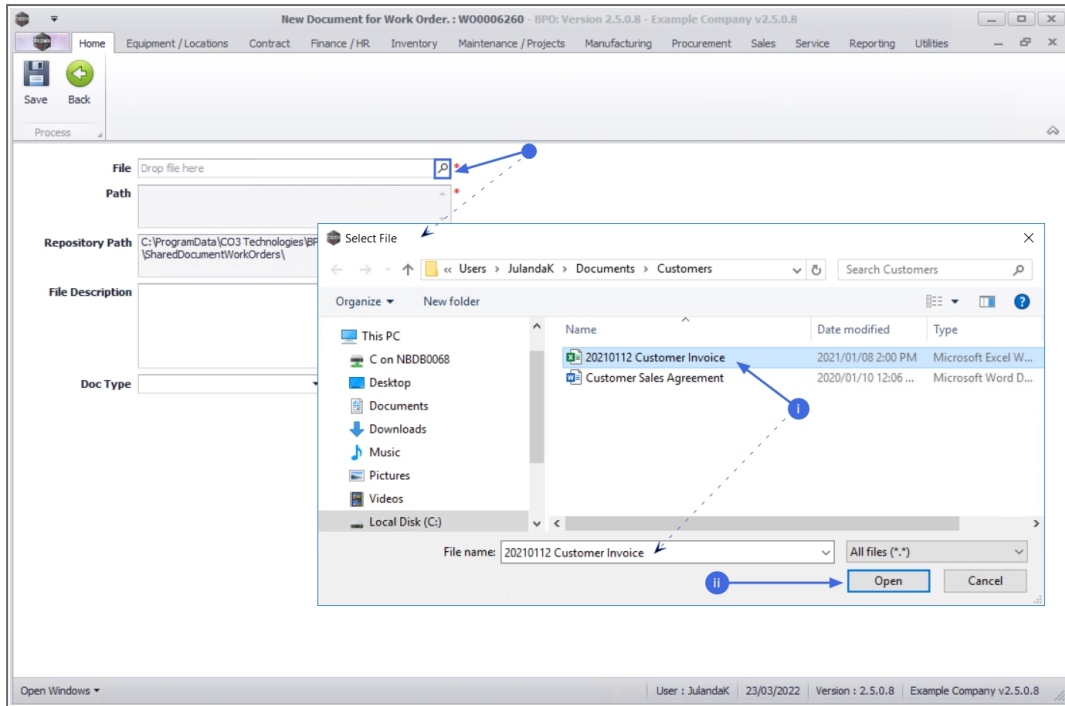 New Document for Work Order. : WO0006260 - BPO: Version 2.5.0.8 - Example Company v2.5.0.8
Home Equipment / Locations Contract Finance / HR Inventory Maintenance / Projects Manufacturing Procurement Sales Service Reporting Utilities
Save Back
Process
File Drop file here *
Path *
Select File
Repository Path C:\ProgramData\CO3 Technologies\BP
\SharedDocumentWorkOrders\
« Users > JulandaK > Documents > Customers Search Customers
File Description
Organize New folder
This PC
C on NBDB0068
Desktop
Documents
Downloads
Music
Pictures
Videos
Local Disk (C:)
Name Date modified Type
20210112 Customer Invoice 2021/01/08 2:00 PM Microsoft Excel W...
Customer Sales Agreement 2020/01/10 12:06 ... Microsoft Word D...
Doc Type
i
File name: 20210112 Customer Invoice All files (*.*)
ii Open Cancel
Open Windows User : JulandaK 23/03/2022 Version : 2.5.0.8 Example Company v2.5.0.8